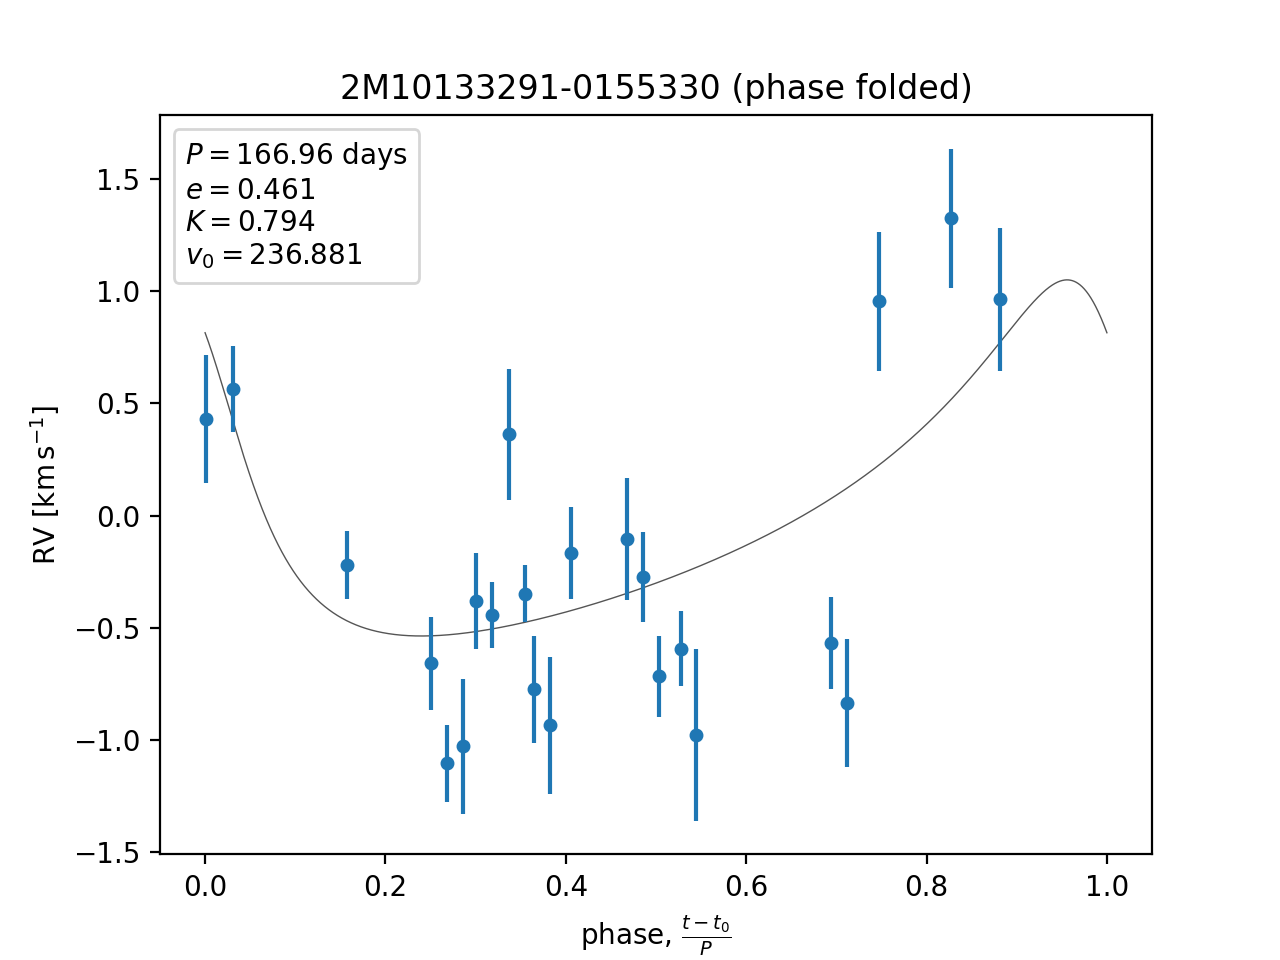 2M10133291-0155330 (phase folded)
P = 166.96 days
e = 0.461
K = 0.794
v₀ = 236.881
RV [km s⁻¹]
1.5
1.0
0.5
0.0
−0.5
−1.0
−1.5
0.0 0.2 0.4 0.6 0.8 1.0
phase, (t − t₀)/P